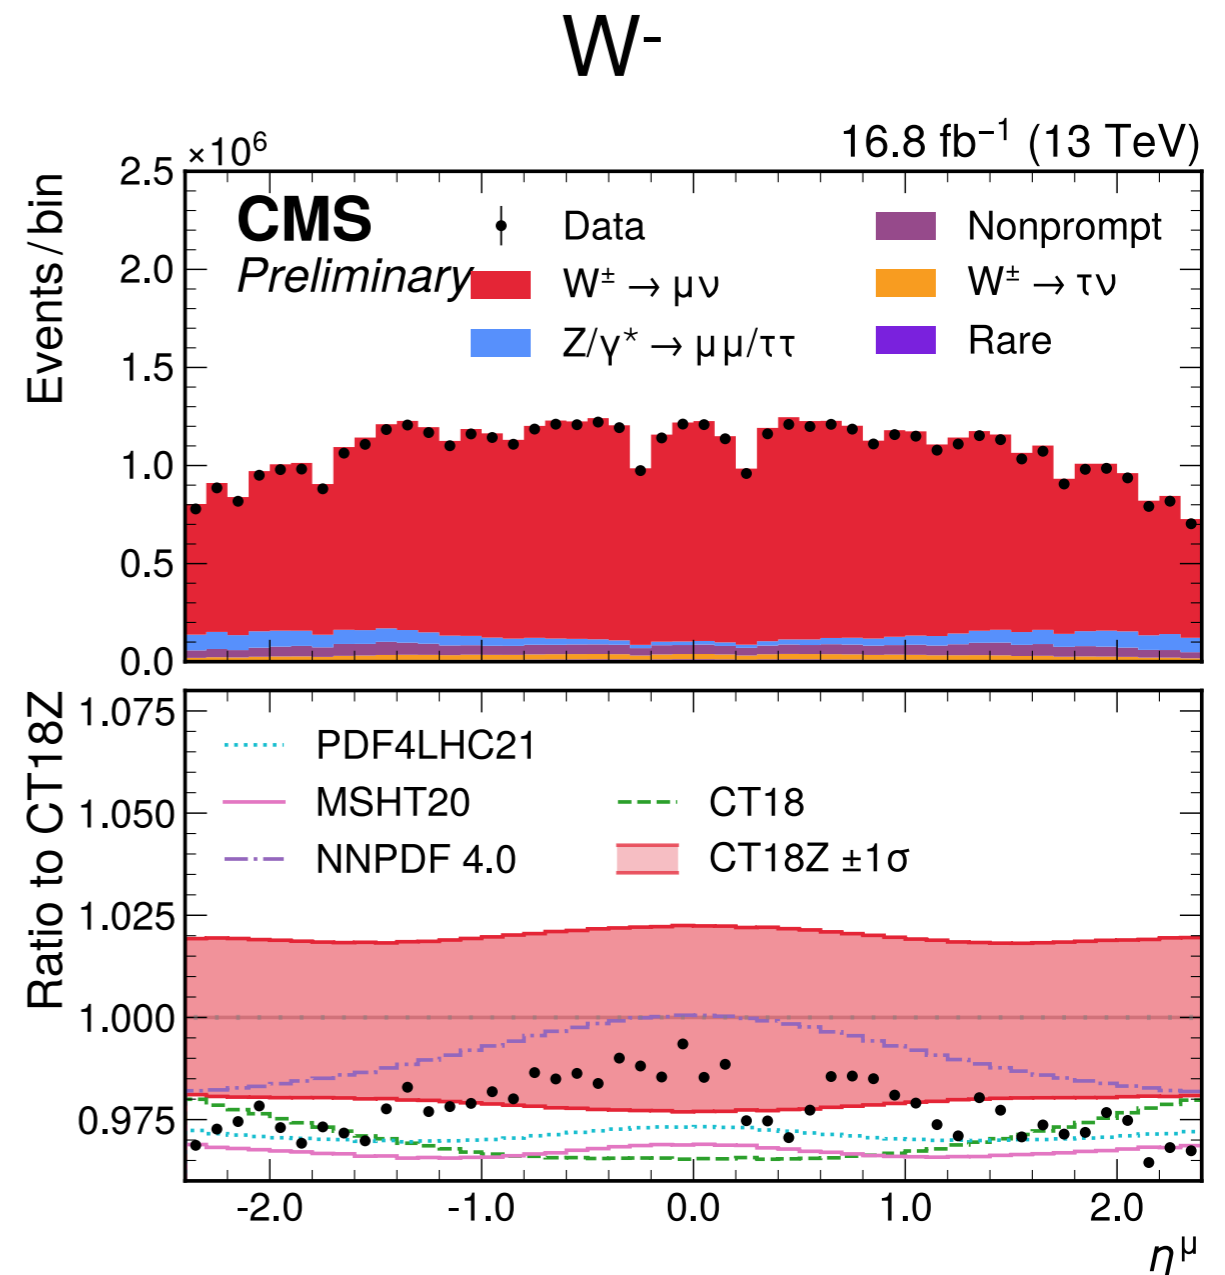 W⁻
×10⁶ 16.8 fb⁻¹ (13 TeV)
Events / bin
2.5
2.0
1.5
1.0
0.5
0.0
CMS
Preliminary
Data
W± → μν
Z/γ* → μμ/ττ
Nonprompt
W± → τν
Rare
Ratio to CT18Z
1.075
1.050
1.025
1.000
0.975
PDF4LHC21
MSHT20
NNPDF 4.0
CT18
CT18Z ±1σ
-2.0 -1.0 0.0 1.0 2.0
η^μ